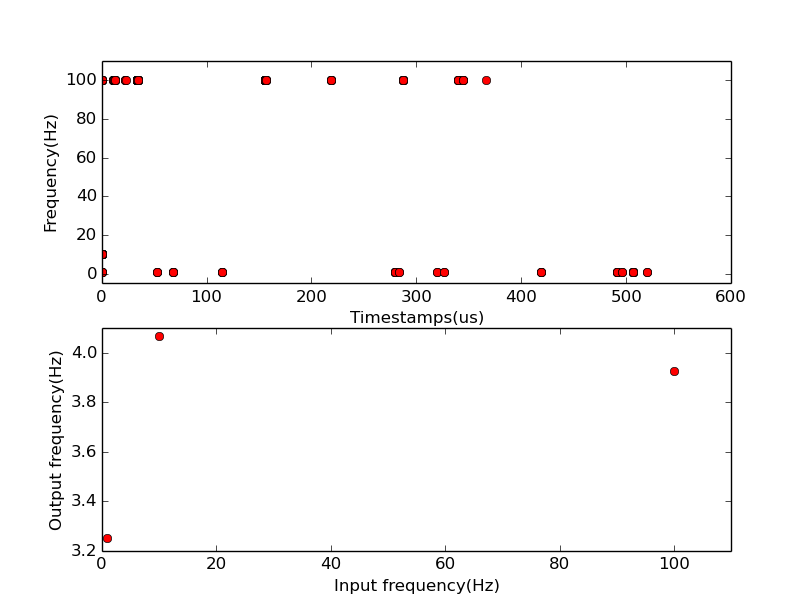 Frequency(Hz)
100
80
60
40
20
0
0 100 200 300 400 500 600
Timestamps(us)
Output frequency(Hz)
4.0
3.8
3.6
3.4
3.2
0 20 40 60 80 100
Input frequency(Hz)